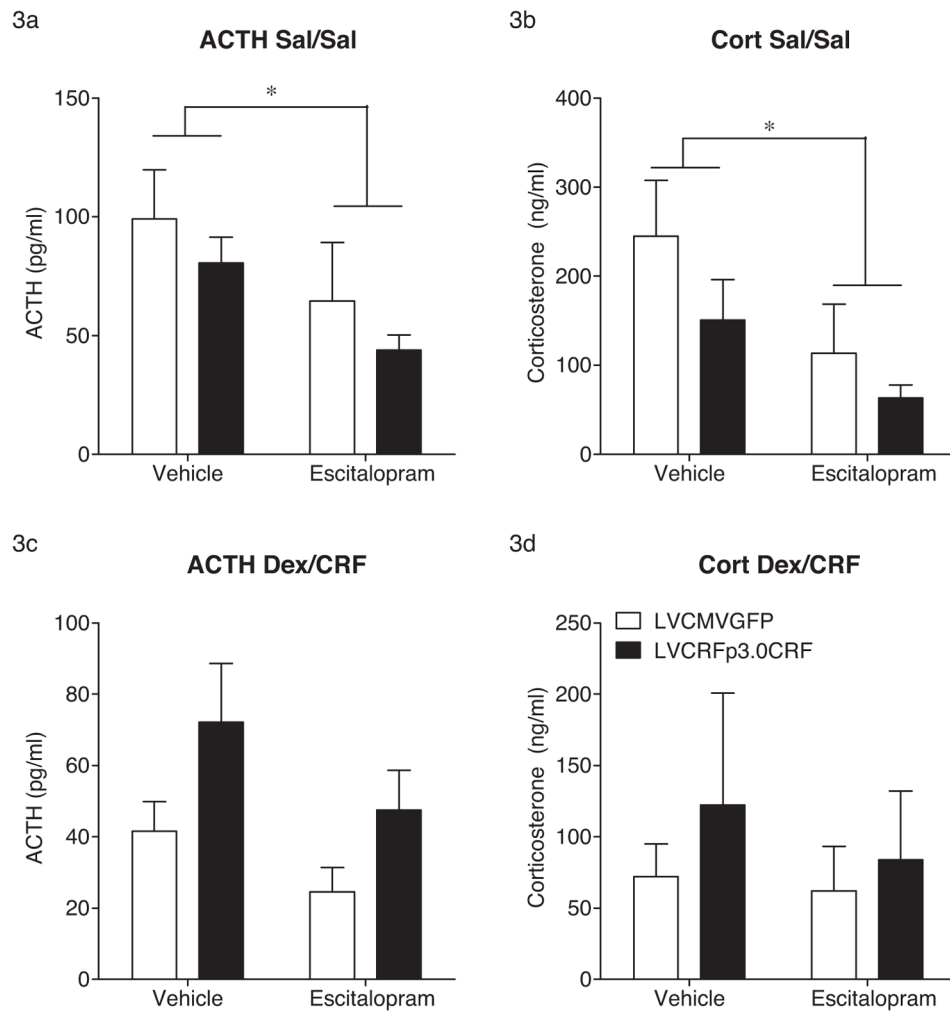 3a
ACTH Sal/Sal
150
100
50
0
ACTH (pg/ml)
*
Vehicle
Escitalopram
3b
Cort Sal/Sal
400
300
200
100
0
Corticosterone (ng/ml)
*
Vehicle
Escitalopram
3c
ACTH Dex/CRF
100
80
60
40
20
0
ACTH (pg/ml)
Vehicle
Escitalopram
3d
Cort Dex/CRF
250
200
150
100
50
0
Corticosterone (ng/ml)
LVCMVGFP
LVCRFp3.0CRF
Vehicle
Escitalopram